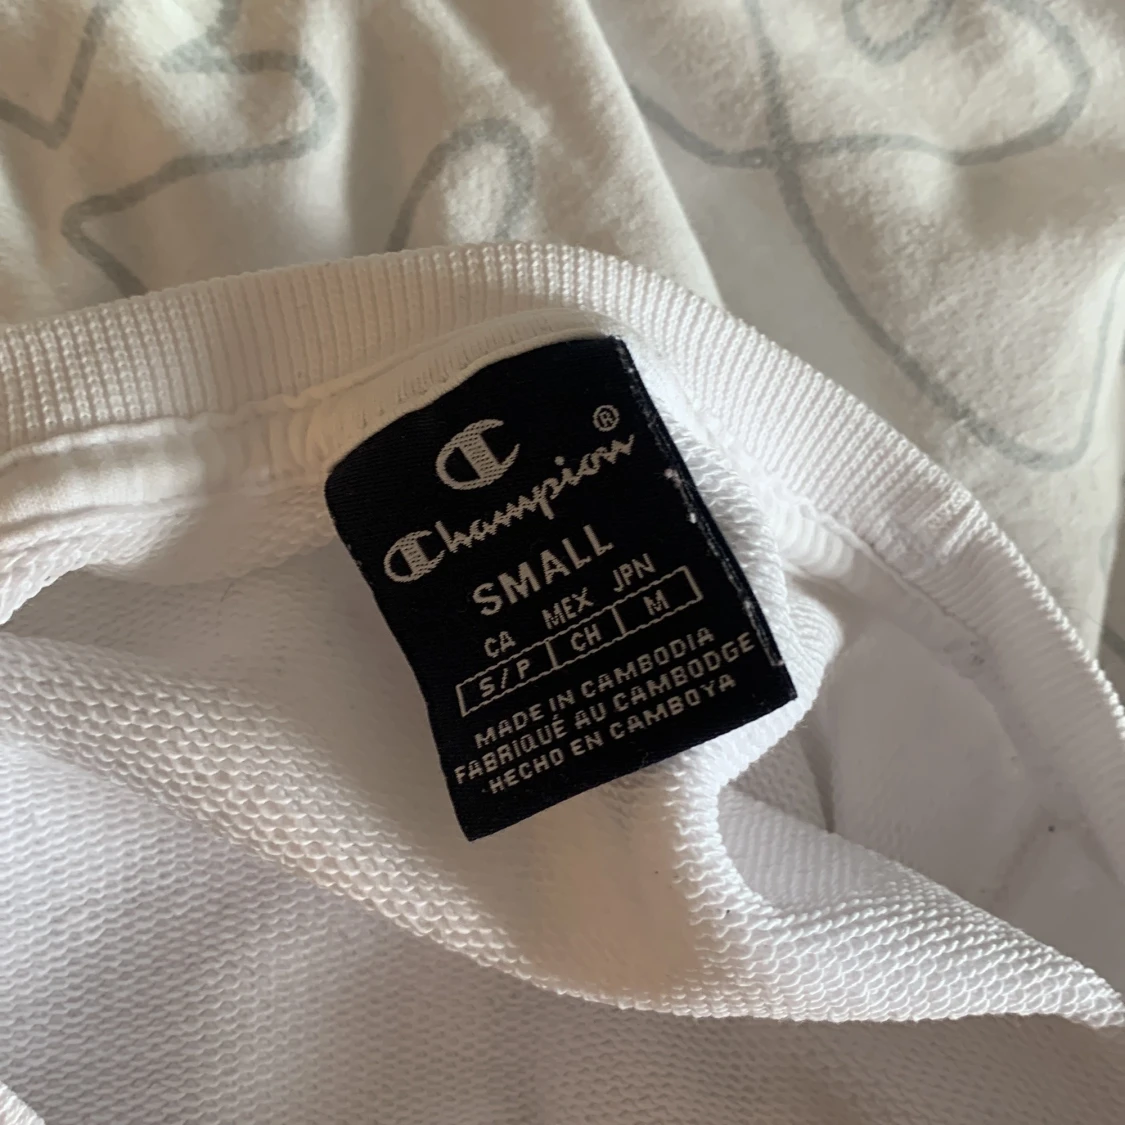 Champion®
SMALL
CA MEX JPN
S/P CH M
MADE IN CAMBODIA
FABRIQUÉ AU CAMBODGE
HECHO EN CAMBOYA